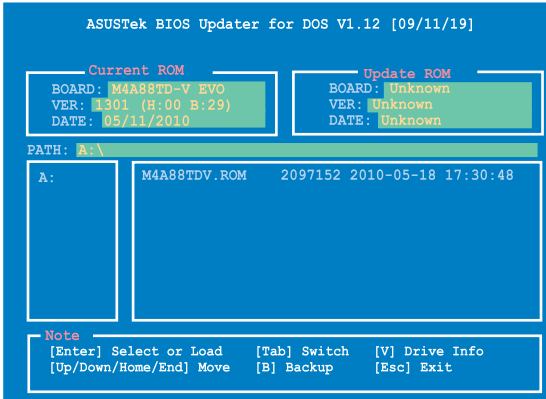 ASUSTek BIOS Updater for DOS V1.12 [09/11/19]
Current ROM
BOARD: M4A88TD-V EVO
VER: 1301 (H:00 B:29)
DATE: 05/11/2010
Update ROM
BOARD: Unknown
VER: Unknown
DATE: Unknown
PATH: A:\
A:
M4A88TDV.ROM 2097152 2010-05-18 17:30:48
Note
[Enter] Select or Load [Tab] Switch [V] Drive Info
[Up/Down/Home/End] Move [B] Backup [Esc] Exit